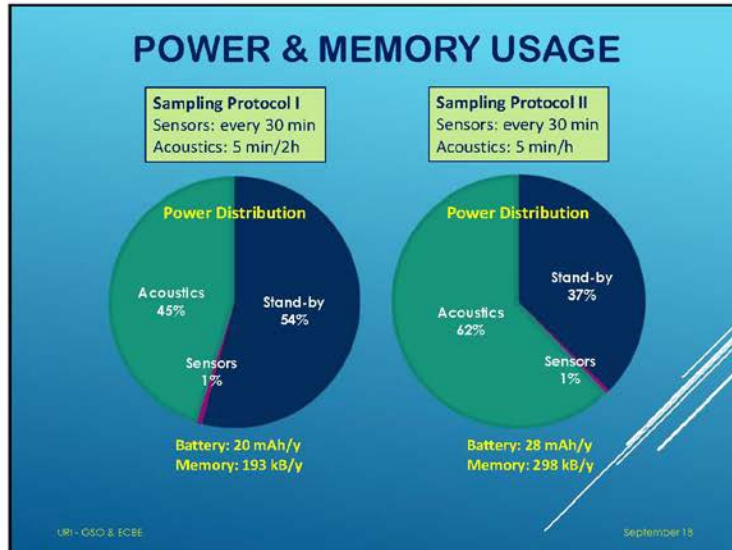 POWER & MEMORY USAGE
Sampling Protocol I
Sensors: every 30 min
Acoustics: 5 min/2h
Sampling Protocol II
Sensors: every 30 min
Acoustics: 5 min/h
Power Distribution
Acoustics
45%
Stand-by
54%
Sensors
1%
Battery: 20 mAh/y
Memory: 193 kB/y
Power Distribution
Stand-by
37%
Acoustics
62%
Sensors
1%
Battery: 28 mAh/y
Memory: 298 kB/y
URI - GSO & ECBE
September 18